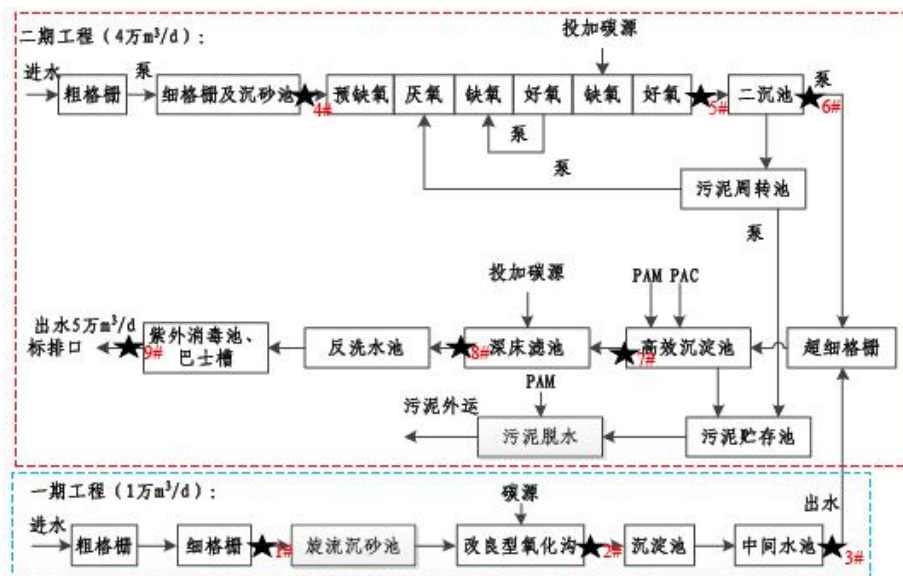 二期工程（4万m³/d）：
投加碳源
进水
泵
泵
粗格栅
细格栅及沉砂池
4#
预缺氧
厌氧
缺氧
好氧
缺氧
好氧
5#
二沉池
6#
泵
泵
污泥周转池
泵
投加碳源
PAM
PAC
出水5万m³/d
标排口
9#
紫外消毒池、
巴士槽
反洗水池
8#
深床滤池
7#
高效沉淀池
超细格栅
PAM
污泥外运
污泥脱水
污泥贮存池
一期工程（1万m³/d）：
碳源
出水
进水
粗格栅
细格栅
1#
旋流沉砂池
改良型氧化沟
2#
沉淀池
中间水池
3#